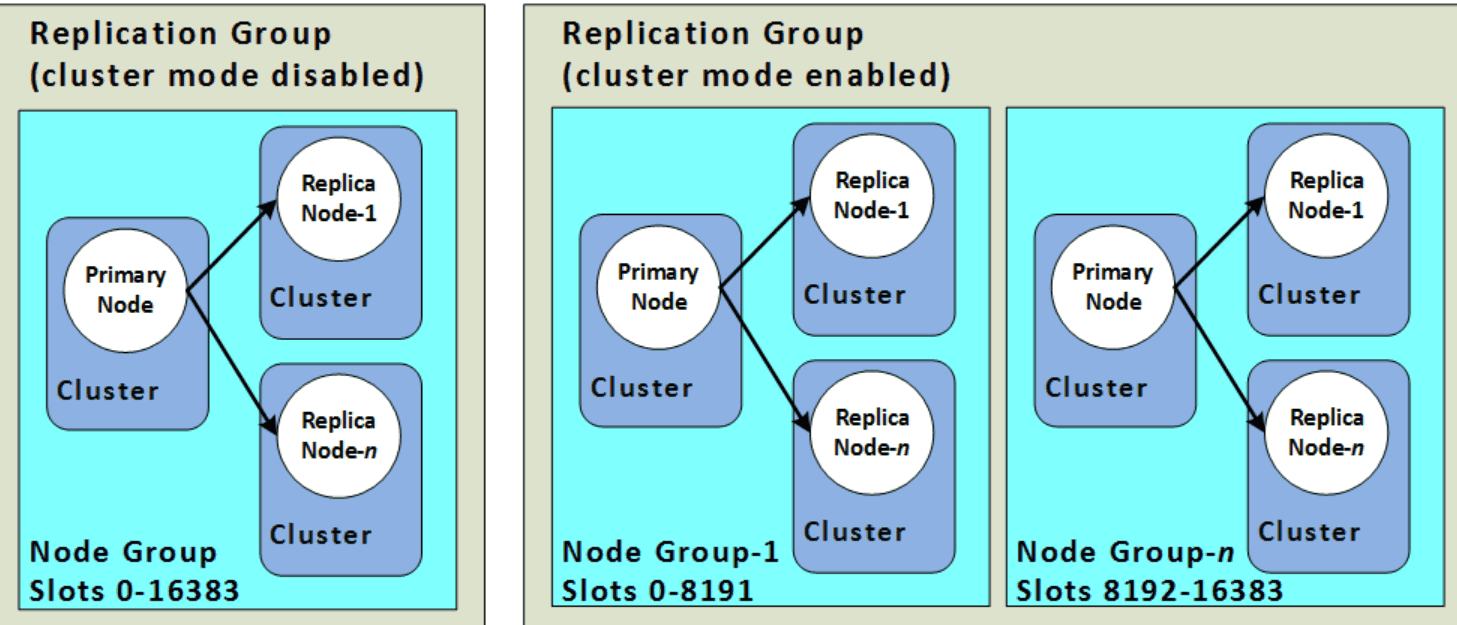 Replication Group
(cluster mode disabled)
Replica
Node-1
Cluster
Primary
Node
Cluster
Replica
Node-n
Cluster
Node Group
Slots 0-16383
Replication Group
(cluster mode enabled)
Replica
Node-1
Cluster
Primary
Node
Cluster
Replica
Node-n
Cluster
Node Group-1
Slots 0-8191
Replica
Node-1
Cluster
Primary
Node
Cluster
Replica
Node-n
Cluster
Node Group-n
Slots 8192-16383